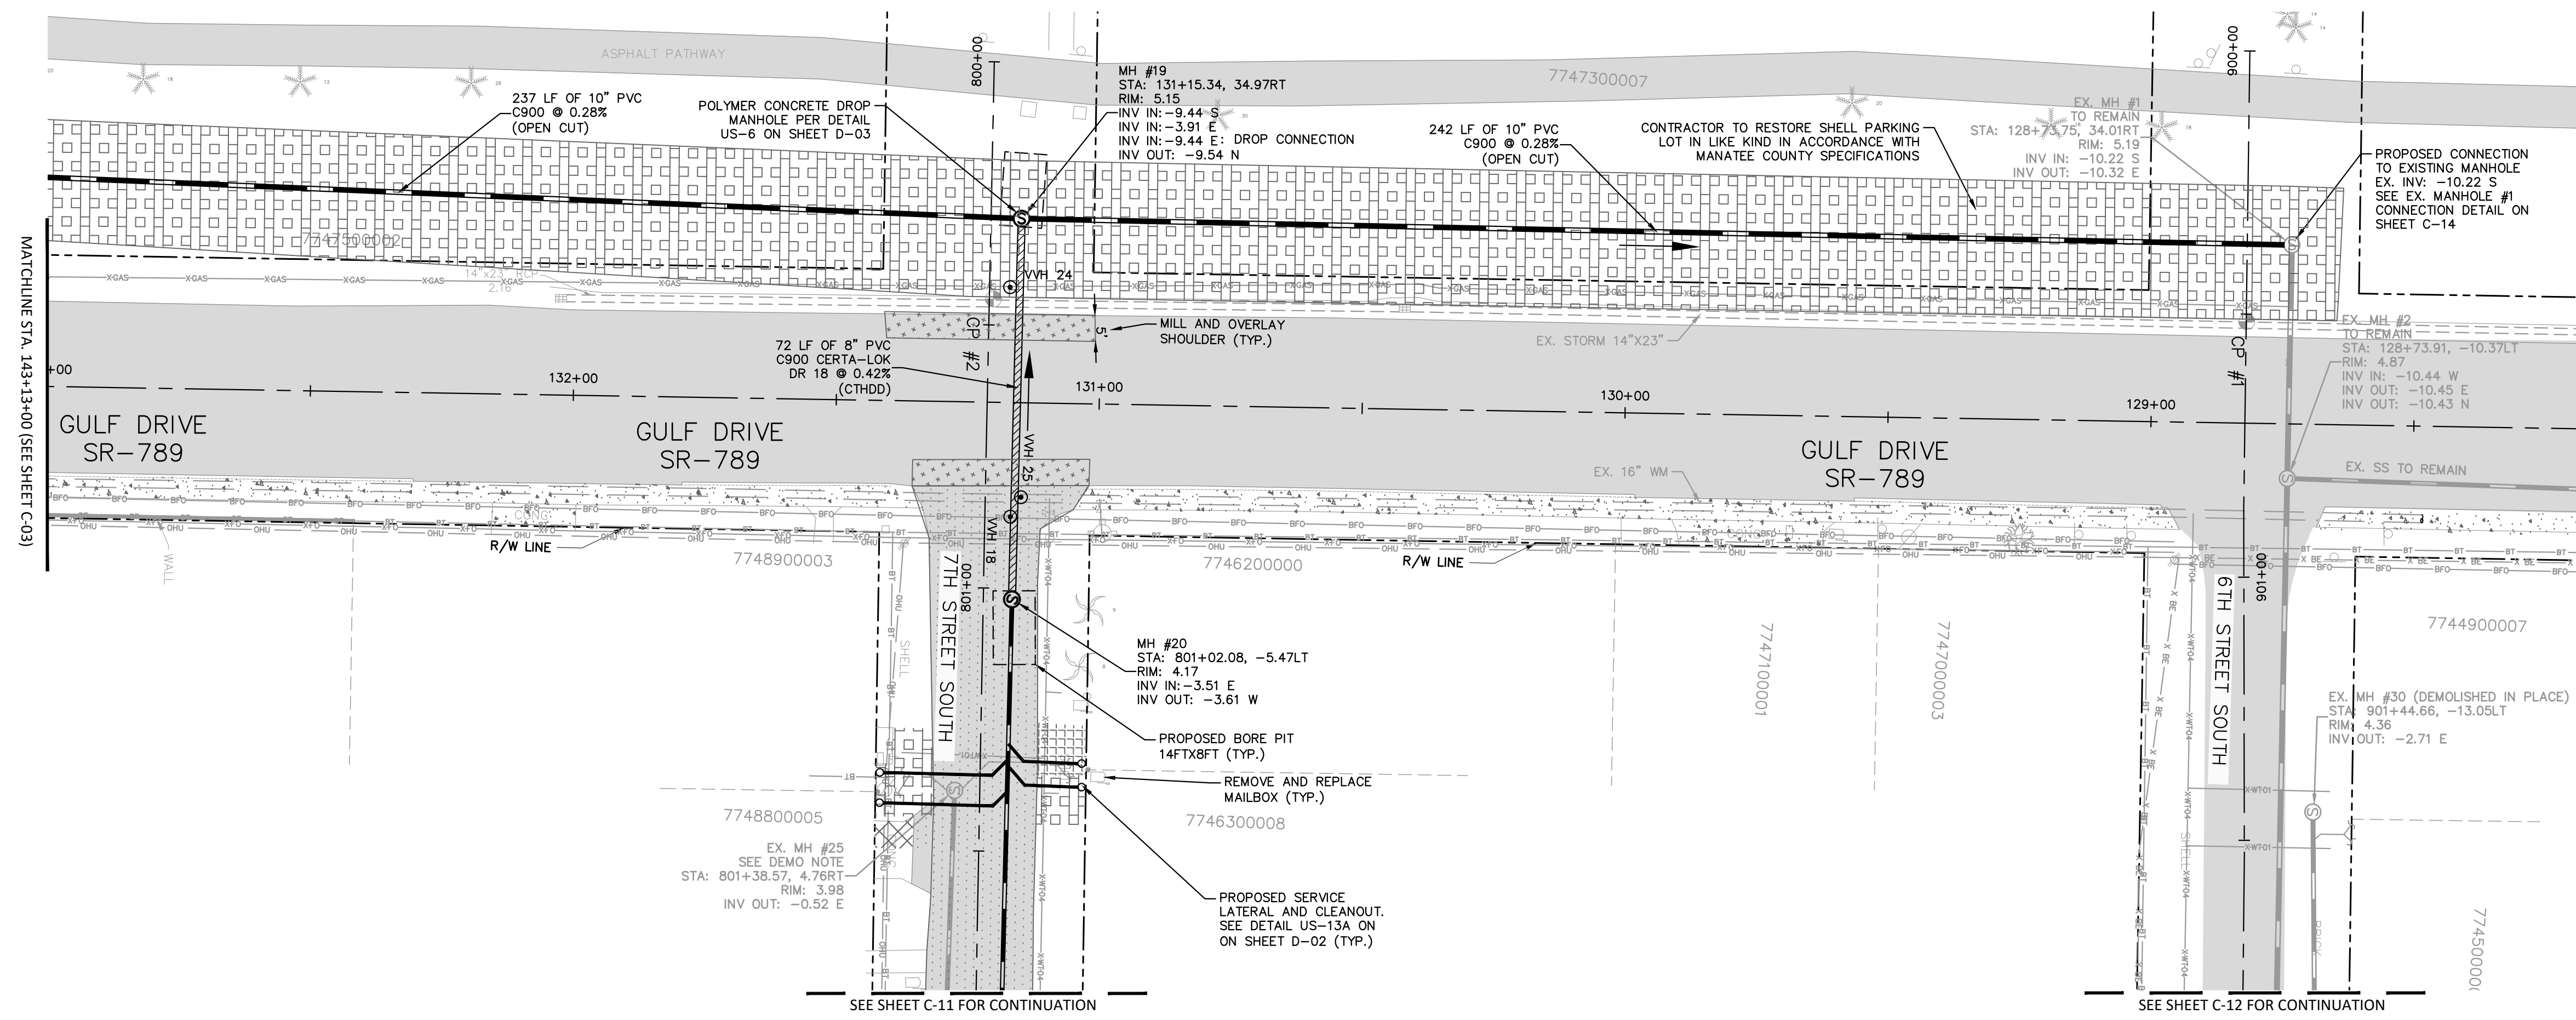 ASPHALT PATHWAY
237 LF OF 10" PVC
C900 @ 0.28%
(OPEN CUT)
POLYMER CONCRETE DROP
MANHOLE PER DETAIL
US-6 ON SHEET D-03
800+00
MH #19
STA: 131+15.34, 34.97RT
RIM: 5.15
INV IN:-9.44 S
INV IN:-3.91 E
INV IN:-9.44 E: DROP CONNECTION
INV OUT: -9.54 N
7747300007
242 LF OF 10" PVC
C900 @ 0.28%
(OPEN CUT)
CONTRACTOR TO RESTORE SHELL PARKING
LOT IN LIKE KIND IN ACCORDANCE WITH
MANATEE COUNTY SPECIFICATIONS
EX. MH #1
TO REMAIN
STA: 128+73.75, 34.01RT
RIM: 5.19
INV IN: -10.22 S
INV OUT: -10.32 E
900+00
PROPOSED CONNECTION
TO EXISTING MANHOLE
EX. INV: -10.22 S
SEE EX. MANHOLE #1
CONNECTION DETAIL ON
SHEET C-14
MATCHLINE STA. 143+13+00 (SEE SHEET C-03)
7747500002
14"x23" RCP
2.16
VVH 24
CP #2
MILL AND OVERLAY
SHOULDER (TYP.)
5'
72 LF OF 8" PVC
C900 CERTA-LOK
DR 18 @ 0.42%
(CTHDD)
EX. STORM 14"X23"
CP #1
EX. MH #2
TO REMAIN
STA: 128+73.91, -10.37LT
RIM: 4.87
INV IN: -10.44 W
INV OUT: -10.45 E
INV OUT: -10.43 N
+00
132+00
131+00
130+00
129+00
GULF DRIVE
SR-789
GULF DRIVE
SR-789
GULF DRIVE
SR-789
VVH 25
VVH 18
EX. 16" WM
EX. SS TO REMAIN
CONC
WALL
R/W LINE
7748900003
7746200000
R/W LINE
7TH STREET SOUTH
801+00
6TH STREET SOUTH
901+00
7744900007
SHELL
MH #20
STA: 801+02.08, -5.47LT
RIM: 4.17
INV IN:-3.51 E
INV OUT: -3.61 W
7747100001
7747000003
EX. MH #30 (DEMOLISHED IN PLACE)
STA: 901+44.66, -13.05LT
RIM: 4.36
INV OUT: -2.71 E
PROPOSED BORE PIT
14FTX8FT (TYP.)
REMOVE AND REPLACE
MAILBOX (TYP.)
7748800005
7746300008
EX. MH #25
SEE DEMO NOTE
STA: 801+38.57, 4.76RT
RIM: 3.98
INV OUT: -0.52 E
PROPOSED SERVICE
LATERAL AND CLEANOUT.
SEE DETAIL US-13A ON
ON SHEET D-02 (TYP.)
SHELL
BRICK
SEE SHEET C-11 FOR CONTINUATION
SEE SHEET C-12 FOR CONTINUATION